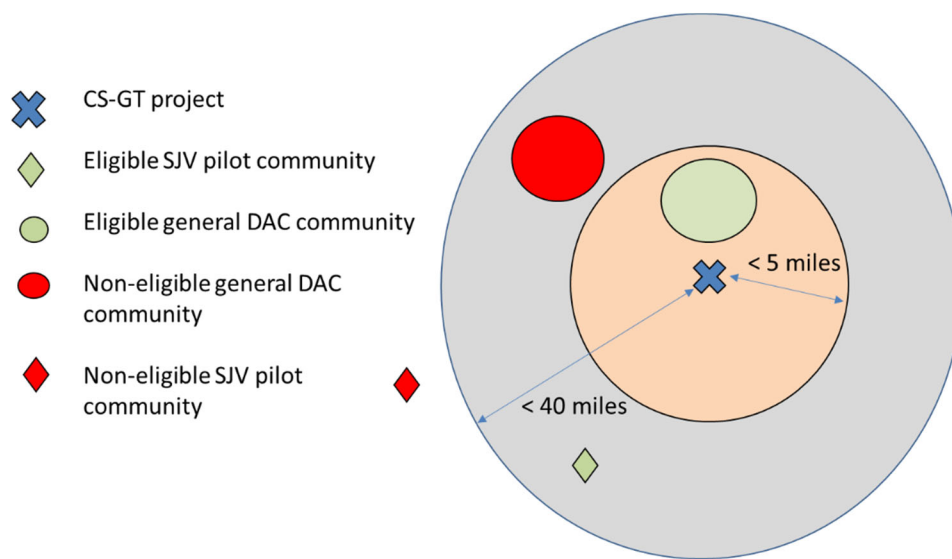 CS-GT project
Eligible SJV pilot community
Eligible general DAC community
Non-eligible general DAC
community
Non-eligible SJV pilot
community
< 5 miles
< 40 miles